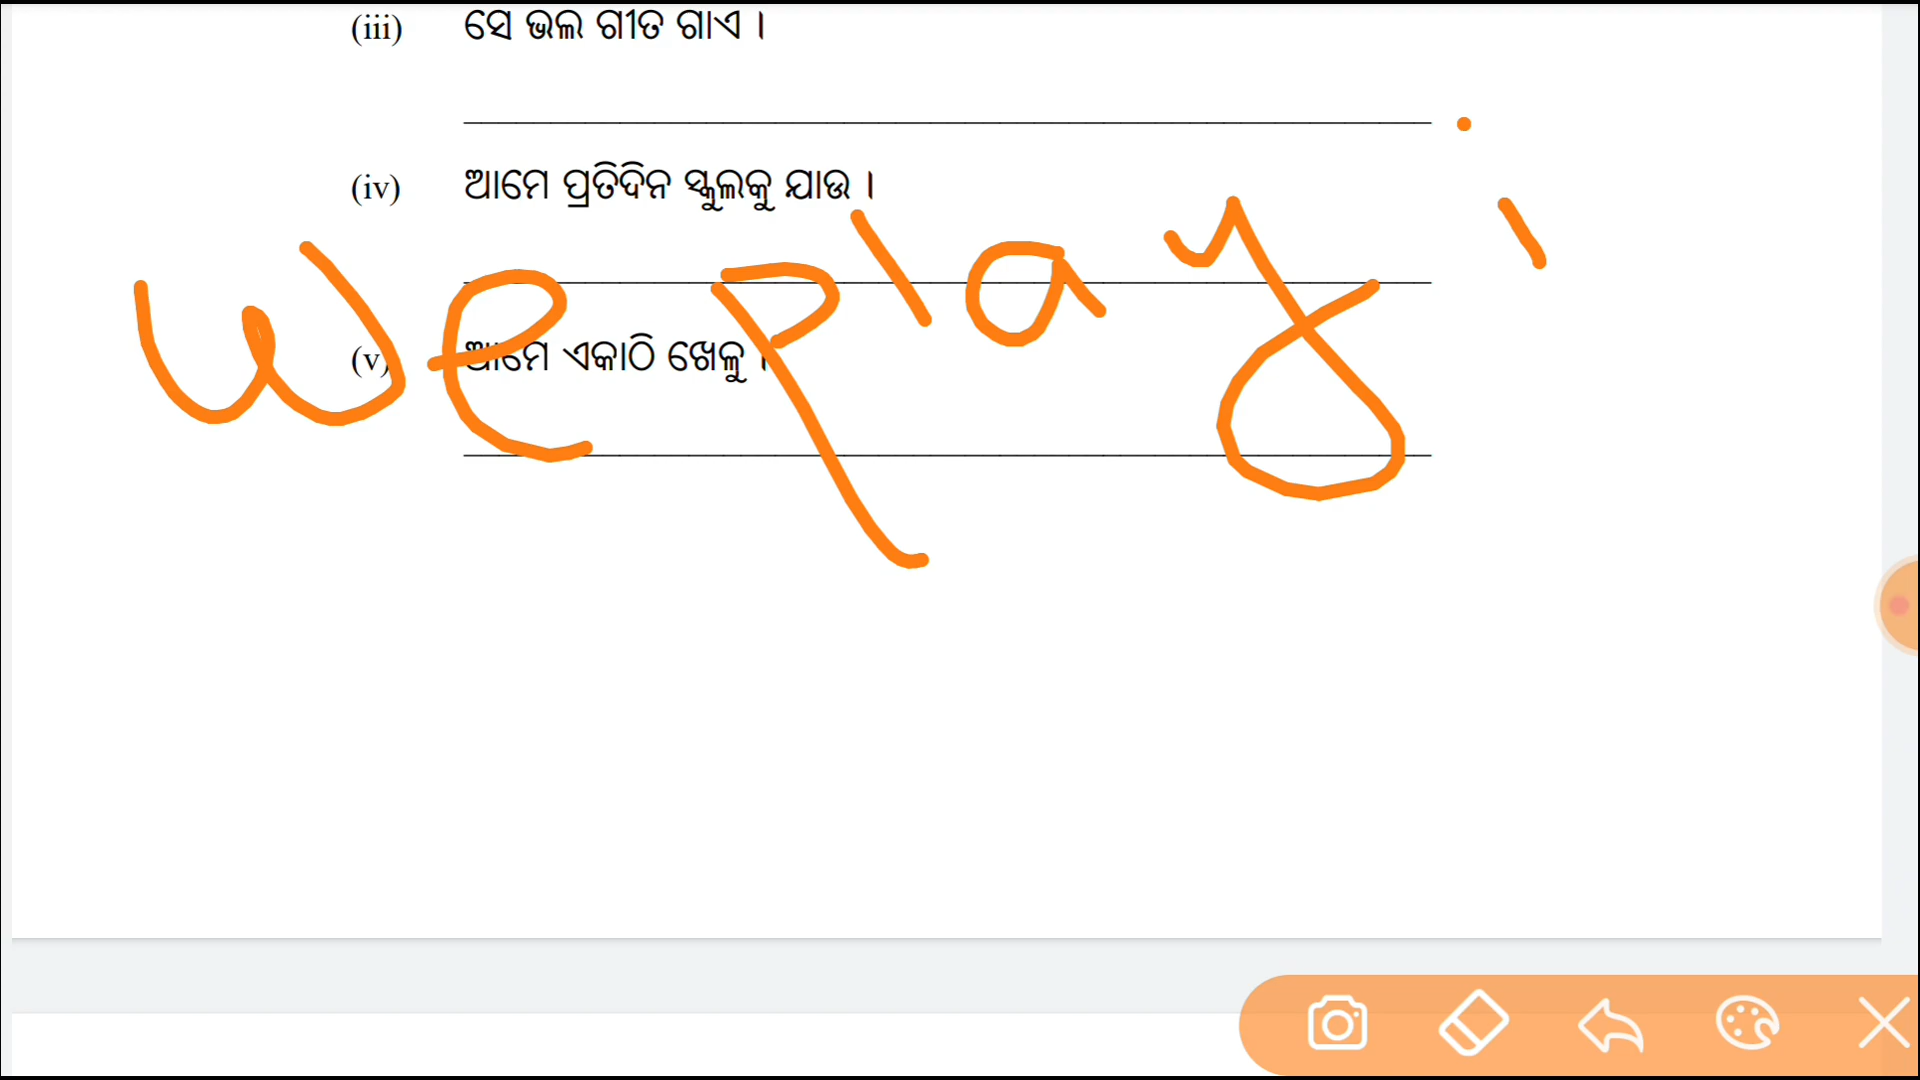 (iii) ସେ ଭଲ ଗୀତ ଗାଏ ।
(iv) ଆମେ ପ୍ରତିଦିନ ସ୍କୁଲକୁ ଯାଉ ।
we play
(v) ଆମେ ଏକାଠି ଖେଳୁ ।